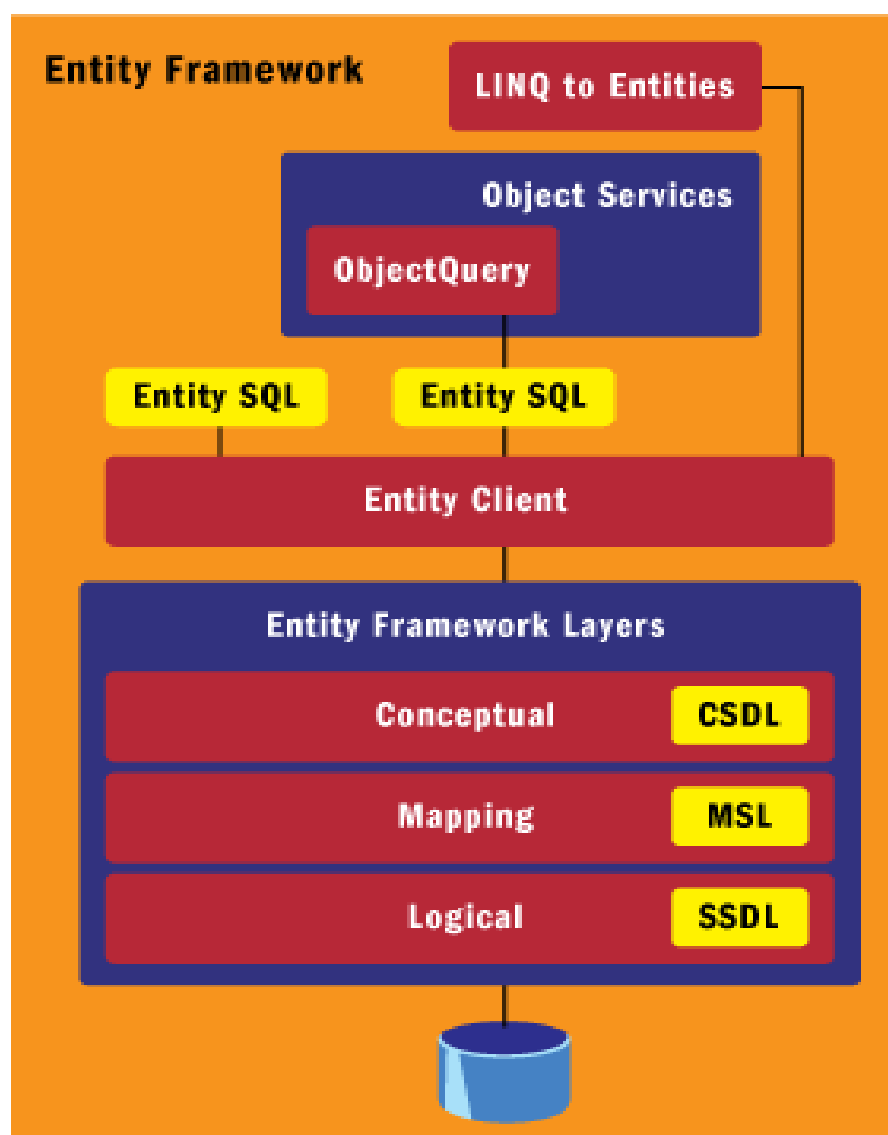 Entity Framework
LINQ to Entities
Object Services
ObjectQuery
Entity SQL
Entity SQL
Entity Client
Entity Framework Layers
Conceptual
CSDL
Mapping
MSL
Logical
SSDL